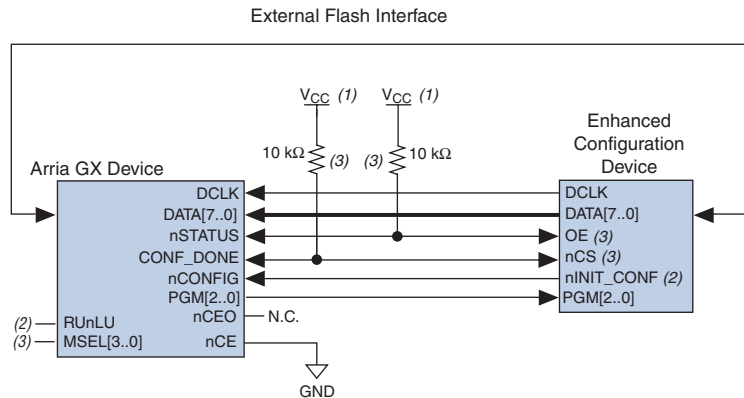 External Flash Interface
V_CC (1) V_CC (1)
Enhanced
Configuration
Device
10 kΩ (3) (3) 10 kΩ
Arria GX Device
DCLK DCLK
DATA[7..0] DATA[7..0]
nSTATUS OE (3)
CONF_DONE nCS (3)
nCONFIG nINIT_CONF (2)
PGM[2..0] PGM[2..0]
(2) RUnLU nCEO N.C.
(3) MSEL[3..0] nCE
GND